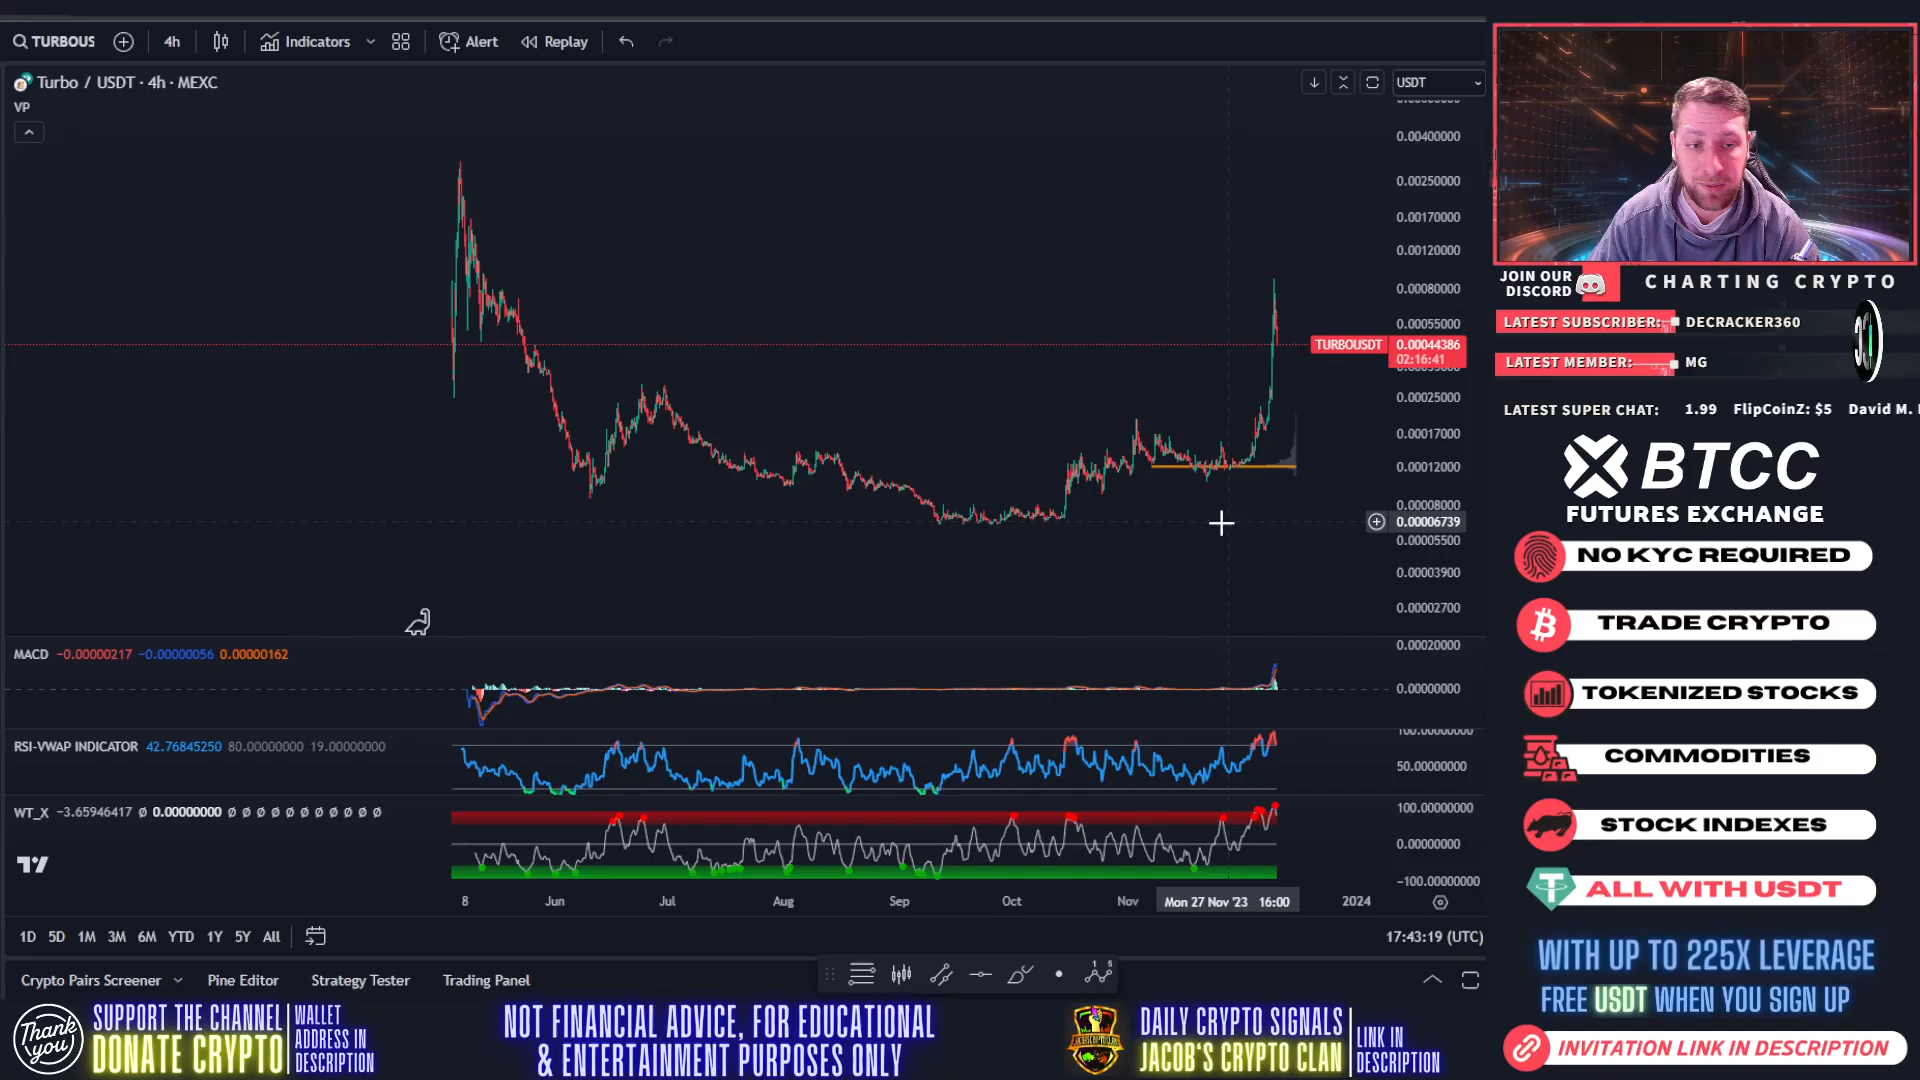 TURBOUS
4h
Indicators
Alert
Replay
Turbo / USDT · 4h · MEXC
VP
USDT
0.00400000
0.00250000
0.00170000
0.00120000
0.00080000
0.00055000
TURBOUSDT 0.00044386
02:16:41
0.00025000
0.00017000
0.00012000
0.00008000
0.00006739
0.00005500
0.00003900
0.00002700
MACD −0.00000217 −0.00000056 0.00000162
0.00020000
0.00000000
RSI-VWAP INDICATOR 42.76845250 80.00000000 19.00000000
100.00000000
50.00000000
WT_X −3.65946417 Ø 0.00000000 Ø Ø Ø Ø Ø Ø Ø Ø Ø Ø Ø
100.00000000
0.00000000
−100.00000000
8 Jun Jul Aug Sep Oct Nov Mon 27 Nov '23 16:00 2024
1D 5D 1M 3M 6M YTD 1Y 5Y All
17:43:19 (UTC)
Crypto Pairs Screener Pine Editor Strategy Tester Trading Panel
1 5
JOIN OUR
DISCORD
CHARTING CRYPTO
LATEST SUBSCRIBER: DECRACKER360
LATEST MEMBER: MG
LATEST SUPER CHAT: 1.99 FlipCoinZ: $5 David M.
BTCC
FUTURES EXCHANGE
NO KYC REQUIRED
TRADE CRYPTO
TOKENIZED STOCKS
COMMODITIES
STOCK INDEXES
ALL WITH USDT
WITH UP TO 225X LEVERAGE
FREE USDT WHEN YOU SIGN UP
INVITATION LINK IN DESCRIPTION
Thank you
SUPPORT THE CHANNEL
DONATE CRYPTO
WALLET
ADDRESS IN
DESCRIPTION
NOT FINANCIAL ADVICE, FOR EDUCATIONAL
& ENTERTAINMENT PURPOSES ONLY
DAILY CRYPTO SIGNALS
JACOB'S CRYPTO CLAN
LINK IN
DESCRIPTION